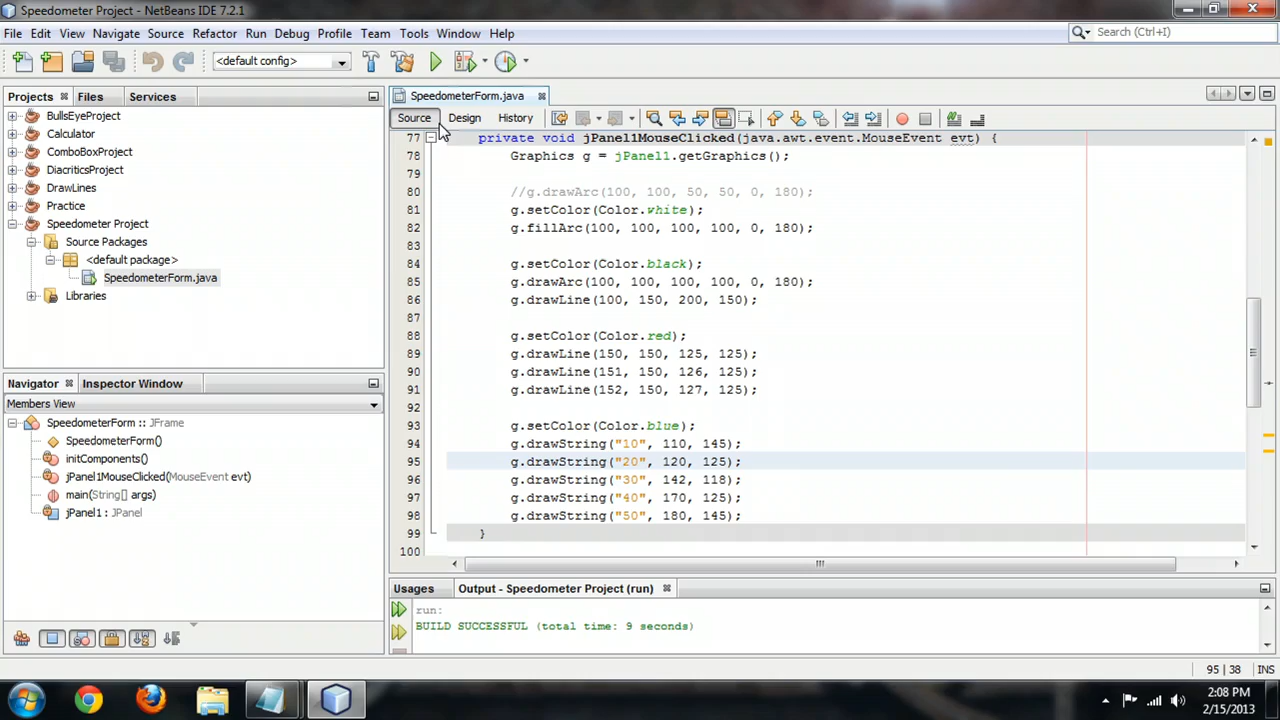 Speedometer Project - NetBeans IDE 7.2.1
File Edit View Navigate Source Refactor Run Debug Profile Team Tools Window Help
Search (Ctrl+I)
<default config>
Projects Files Services
BullsEyeProject
Calculator
ComboBoxProject
DiacriticsProject
DrawLines
Practice
Speedometer Project
Source Packages
<default package>
SpeedometerForm.java
Libraries
Navigator Inspector Window
Members View
SpeedometerForm :: JFrame
SpeedometerForm()
initComponents()
jPanel1MouseClicked(MouseEvent evt)
main(String[] args)
jPanel1 : JPanel
SpeedometerForm.java
Source Design History
77 private void jPanel1MouseClicked(java.awt.event.MouseEvent evt) {
78 Graphics g = jPanel1.getGraphics();
79
80 //g.drawArc(100, 100, 50, 50, 0, 180);
81 g.setColor(Color.white);
82 g.fillArc(100, 100, 100, 100, 0, 180);
83
84 g.setColor(Color.black);
85 g.drawArc(100, 100, 100, 100, 0, 180);
86 g.drawLine(100, 150, 200, 150);
87
88 g.setColor(Color.red);
89 g.drawLine(150, 150, 125, 125);
90 g.drawLine(151, 150, 126, 125);
91 g.drawLine(152, 150, 127, 125);
92
93 g.setColor(Color.blue);
94 g.drawString("10", 110, 145);
95 g.drawString("20", 120, 125);
96 g.drawString("30", 142, 118);
97 g.drawString("40", 170, 125);
98 g.drawString("50", 180, 145);
99 }
100
Usages Output - Speedometer Project (run)
run:
BUILD SUCCESSFUL (total time: 9 seconds)
95 | 38 INS
2:08 PM
2/15/2013